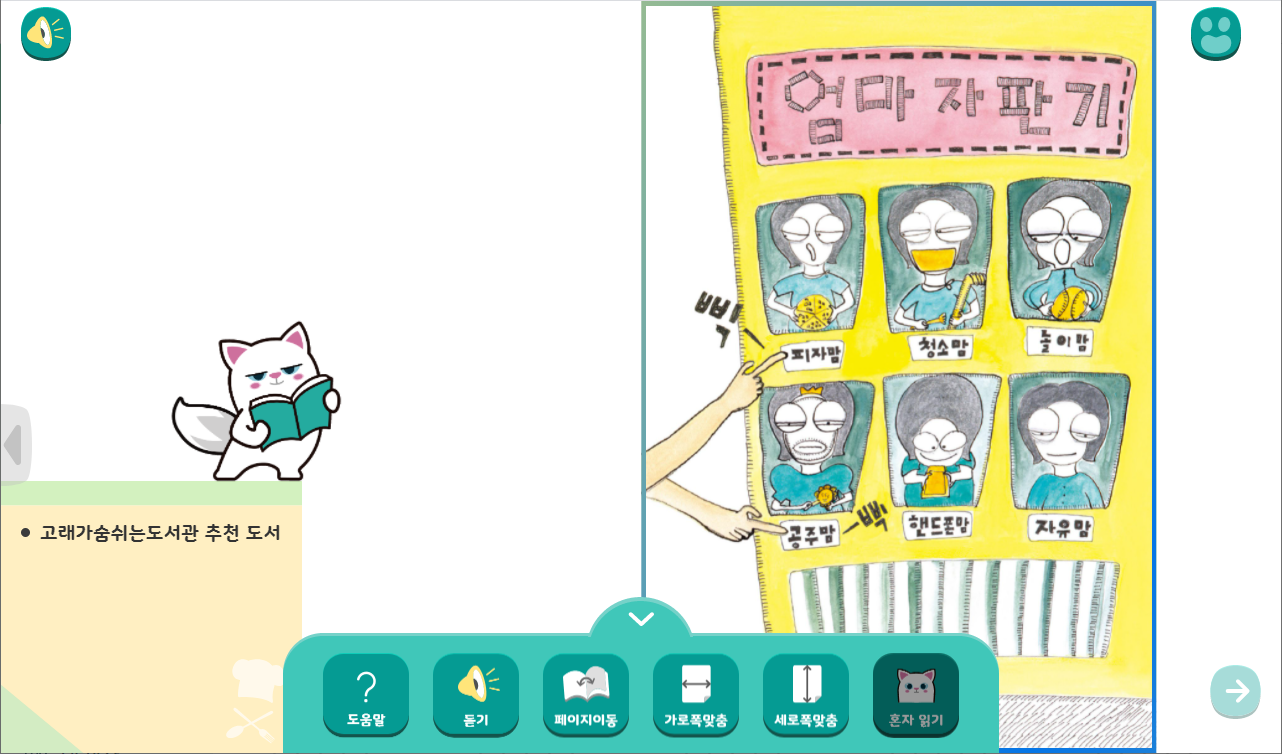 엄마 자판기
삑
피자맘
청소맘
놀이맘
공주맘
삑
핸드폰맘
자유맘
고래가숨쉬는도서관 추천 도서
도움말
듣기
페이지이동
가로폭맞춤
세로폭맞춤
혼자 읽기